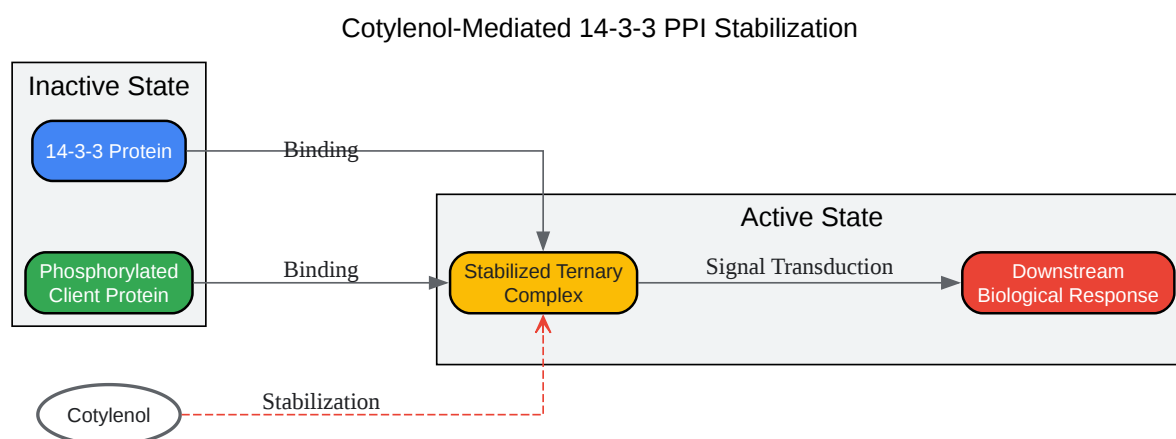 Cotylenol-Mediated 14-3-3 PPI Stabilization
Inactive State
14-3-3 Protein
Binding
Active State
Phosphorylated
Client Protein
Binding
Stabilized Ternary
Complex
Signal Transduction
Downstream
Biological Response
Cotylenol
Stabilization